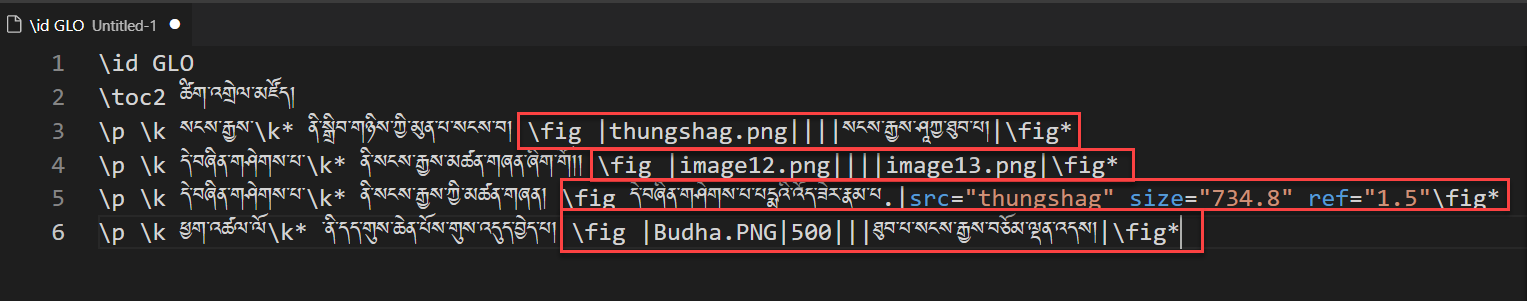 \id GLO Untitled-1
1 \id GLO
2 \toc2 ཚིག་འགྲེལ་མཛོད།
3 \p \k སངས་རྒྱས་\k* ནི་སྒྲིབ་གཉིས་ཀྱི་མུན་པ་སངས་བ། \fig |thungshag.png||||སངས་རྒྱས་ཤཱཀྱ་ཐུབ་པ།|\fig*
4 \p \k དེ་བཞིན་གཤེགས་པ་\k* ནི་སངས་རྒྱས་མཚན་གཞན་ཞིག་གོ།། \fig |image12.png||||image13.png|\fig*
5 \p \k དེ་བཞིན་གཤེགས་པ་\k* ནི་སངས་རྒྱས་ཀྱི་མཚན་གཞན། \fig དེ་བཞིན་གཤེགས་པ་པདྨའི་འོད་ཟེར་རྣམ་པ.|src="thungshag" size="734.8" ref="1.5"\fig*
6 \p \k ཕྱག་འཚལ་ལོ\k* ནི་དད་གུས་ཆེན་པོས་གུས་འདུད་བྱེད་པ། \fig |Budha.PNG|500|||ཐུབ་པ་སངས་རྒྱས་བཅོམ་ལྡན་འདས།|\fig*